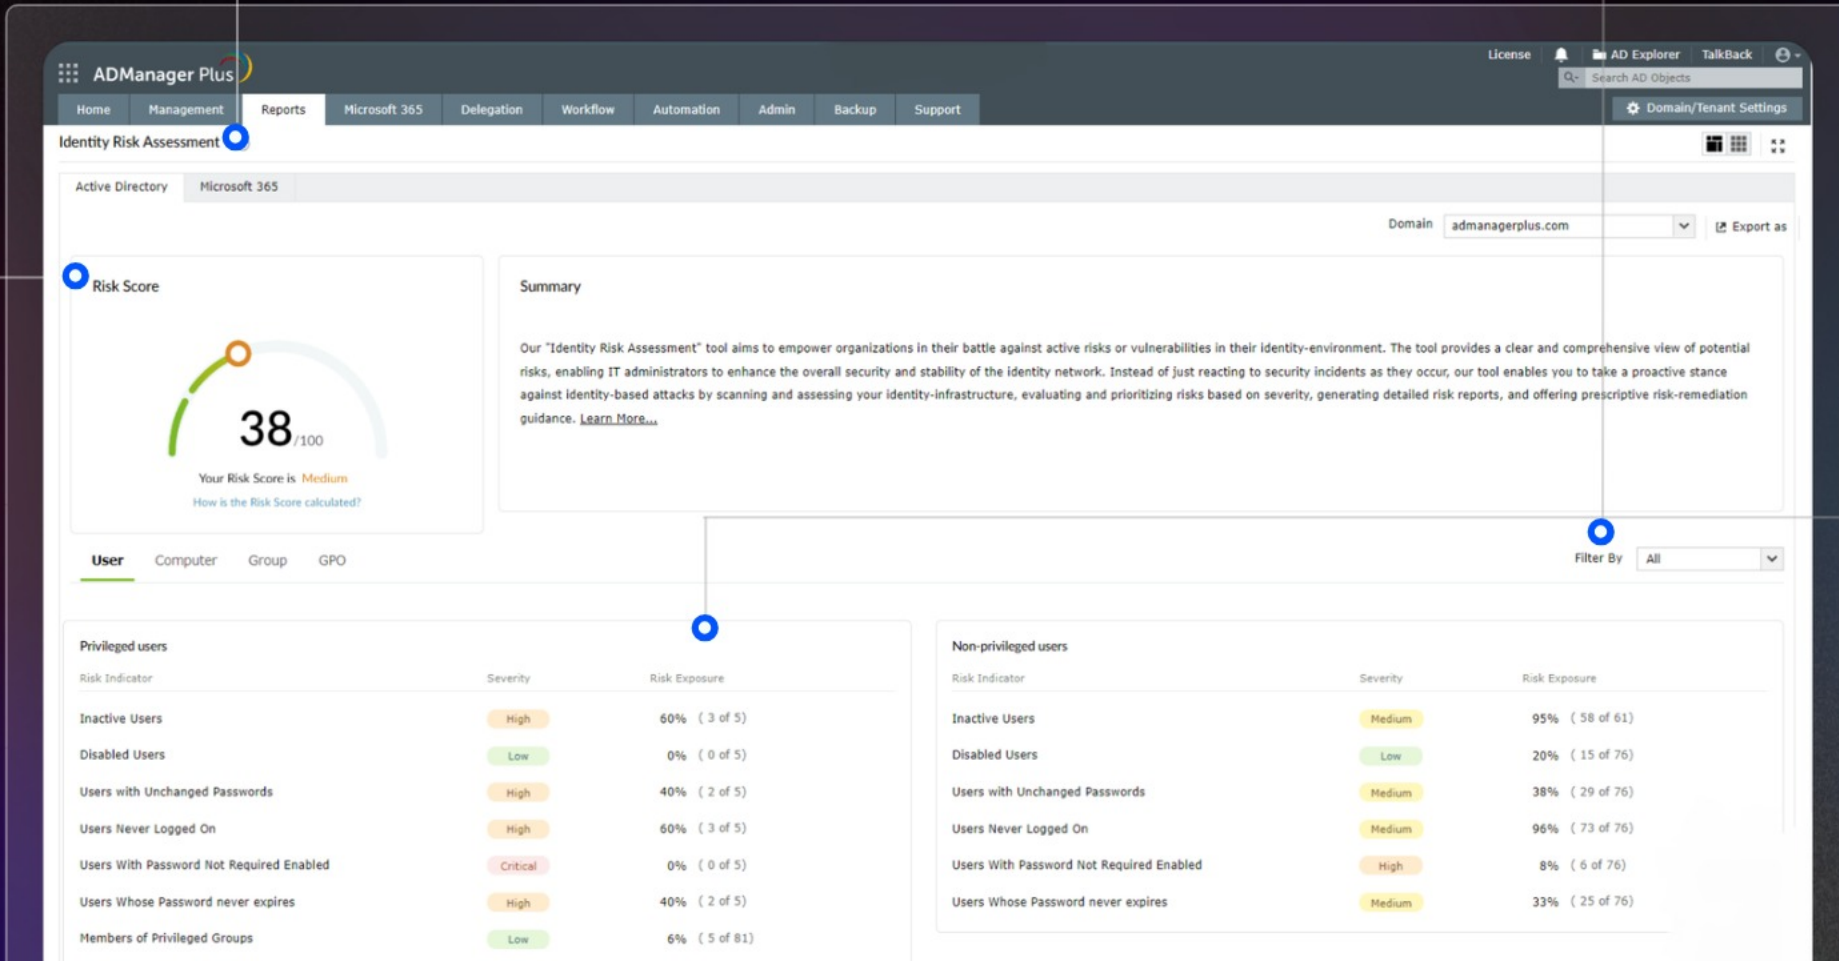 License AD Explorer TalkBack
ADManager Plus
Search AD Objects
Home Management Reports Microsoft 365 Delegation Workflow Automation Admin Backup Support
Domain/Tenant Settings
Identity Risk Assessment
Active Directory Microsoft 365
Domain admanagerplus.com Export as
Risk Score
38/100
Your Risk Score is Medium
How is the Risk Score calculated?
Summary
Our "Identity Risk Assessment" tool aims to empower organizations in their battle against active risks or vulnerabilities in their identity-environment. The tool provides a clear and comprehensive view of potential
risks, enabling IT administrators to enhance the overall security and stability of the identity network. Instead of just reacting to security incidents as they occur, our tool enables you to take a proactive stance
against identity-based attacks by scanning and assessing your identity-infrastructure, evaluating and prioritizing risks based on severity, generating detailed risk reports, and offering prescriptive risk-remediation
guidance. Learn More...
User Computer Group GPO
Filter By All
Privileged users
Risk Indicator Severity Risk Exposure
Inactive Users High 60% ( 3 of 5)
Disabled Users Low 0% ( 0 of 5)
Users with Unchanged Passwords High 40% ( 2 of 5)
Users Never Logged On High 60% ( 3 of 5)
Users With Password Not Required Enabled Critical 0% ( 0 of 5)
Users Whose Password never expires High 40% ( 2 of 5)
Members of Privileged Groups Low 6% ( 5 of 81)
Non-privileged users
Risk Indicator Severity Risk Exposure
Inactive Users Medium 95% ( 58 of 61)
Disabled Users Low 20% ( 15 of 76)
Users with Unchanged Passwords Medium 38% ( 29 of 76)
Users Never Logged On Medium 96% ( 73 of 76)
Users With Password Not Required Enabled High 8% ( 6 of 76)
Users Whose Password never expires Medium 33% ( 25 of 76)